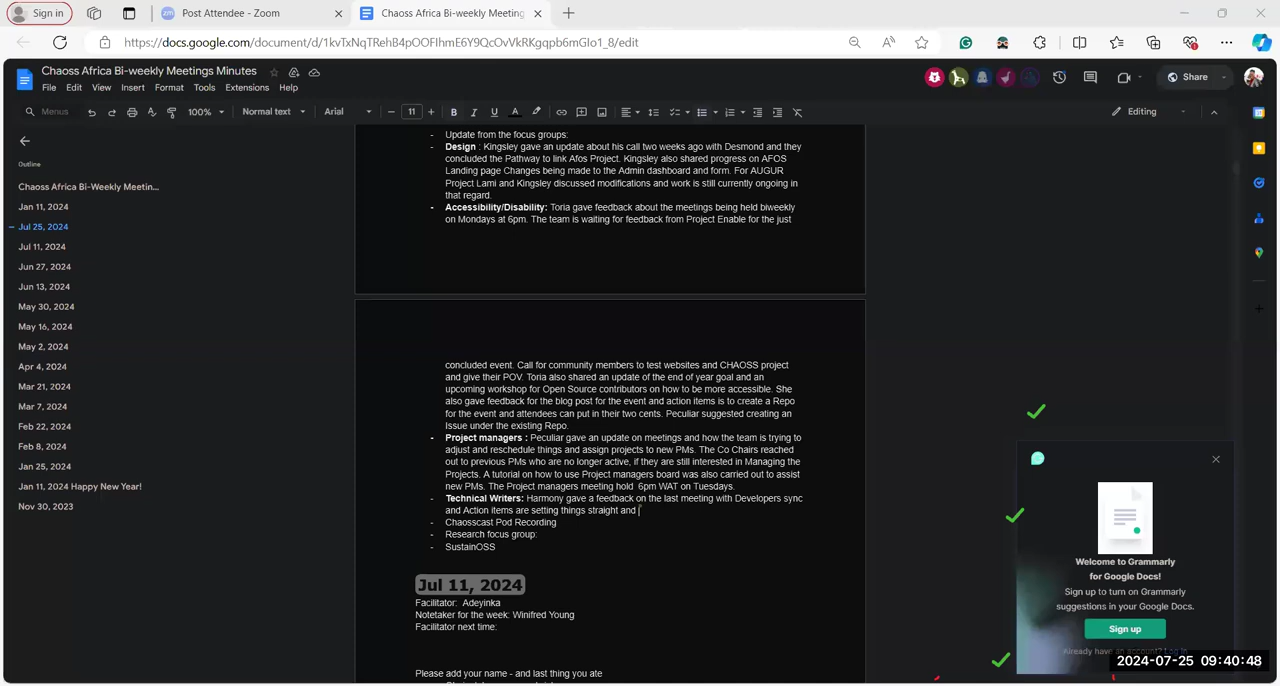 Sign in
Post Attendee - Zoom
Chaoss Africa Bi-weekly Meeting
https://docs.google.com/document/d/1kvTxNqTRehB4pOOFIhmE6Y9QcOvVkRKgqpb6mGIo1_8/edit
Chaoss Africa Bi-weekly Meetings Minutes
File Edit View Insert Format Tools Extensions Help
Share
Menus
100%
Normal text
Arial
11
Editing
Outline
Chaoss Africa Bi-Weekly Meetin...
Jan 11, 2024
Jul 25, 2024
Jul 11, 2024
Jun 27, 2024
Jun 13, 2024
May 30, 2024
May 16, 2024
May 2, 2024
Apr 4, 2024
Mar 21, 2024
Mar 7, 2024
Feb 22, 2024
Feb 8, 2024
Jan 25, 2024
Jan 11, 2024 Happy New Year!
Nov 30, 2023
- Update from the focus groups:
- Design : Kingsley gave an update about his call two weeks ago with Desmond and they
concluded the Pathway to link Afos Project. Kingsley also shared progress on AFOS
Landing page Changes being made to the Admin dashboard and form. For AUGUR
Project Lami and Kingsley discussed modifications and work is still currently ongoing in
that regard.
- Accessibility/Disability: Toria gave feedback about the meetings being held biweekly
on Mondays at 6pm. The team is waiting for feedback from Project Enable for the just
concluded event. Call for community members to test websites and CHAOSS project
and give their POV. Toria also shared an update of the end of year goal and an
upcoming workshop for Open Source contributors on how to be more accessible. She
also gave feedback for the blog post for the event and action items is to create a Repo
for the event and attendees can put in their two cents. Peculiar suggested creating an
Issue under the existing Repo.
- Project managers : Peculiar gave an update on meetings and how the team is trying to
adjust and reschedule things and assign projects to new PMs. The Co Chairs reached
out to previous PMs who are no longer active, if they are still interested in Managing the
Projects. A tutorial on how to use Project managers board was also carried out to assist
new PMs. The Project managers meeting hold 6pm WAT on Tuesdays.
- Technical Writers: Harmony gave a feedback on the last meeting with Developers sync
and Action items are setting things straight and
- Chaosscast Pod Recording
- Research focus group:
- SustainOSS
Jul 11, 2024
Facilitator: Adeyinka
Notetaker for the week: Winifred Young
Facilitator next time:
Please add your name - and last thing you ate
Welcome to Grammarly
for Google Docs!
Sign up to turn on Grammarly
suggestions in your Google Docs.
Sign up
Already have an account? Log in
2024-07-25 09:40:48